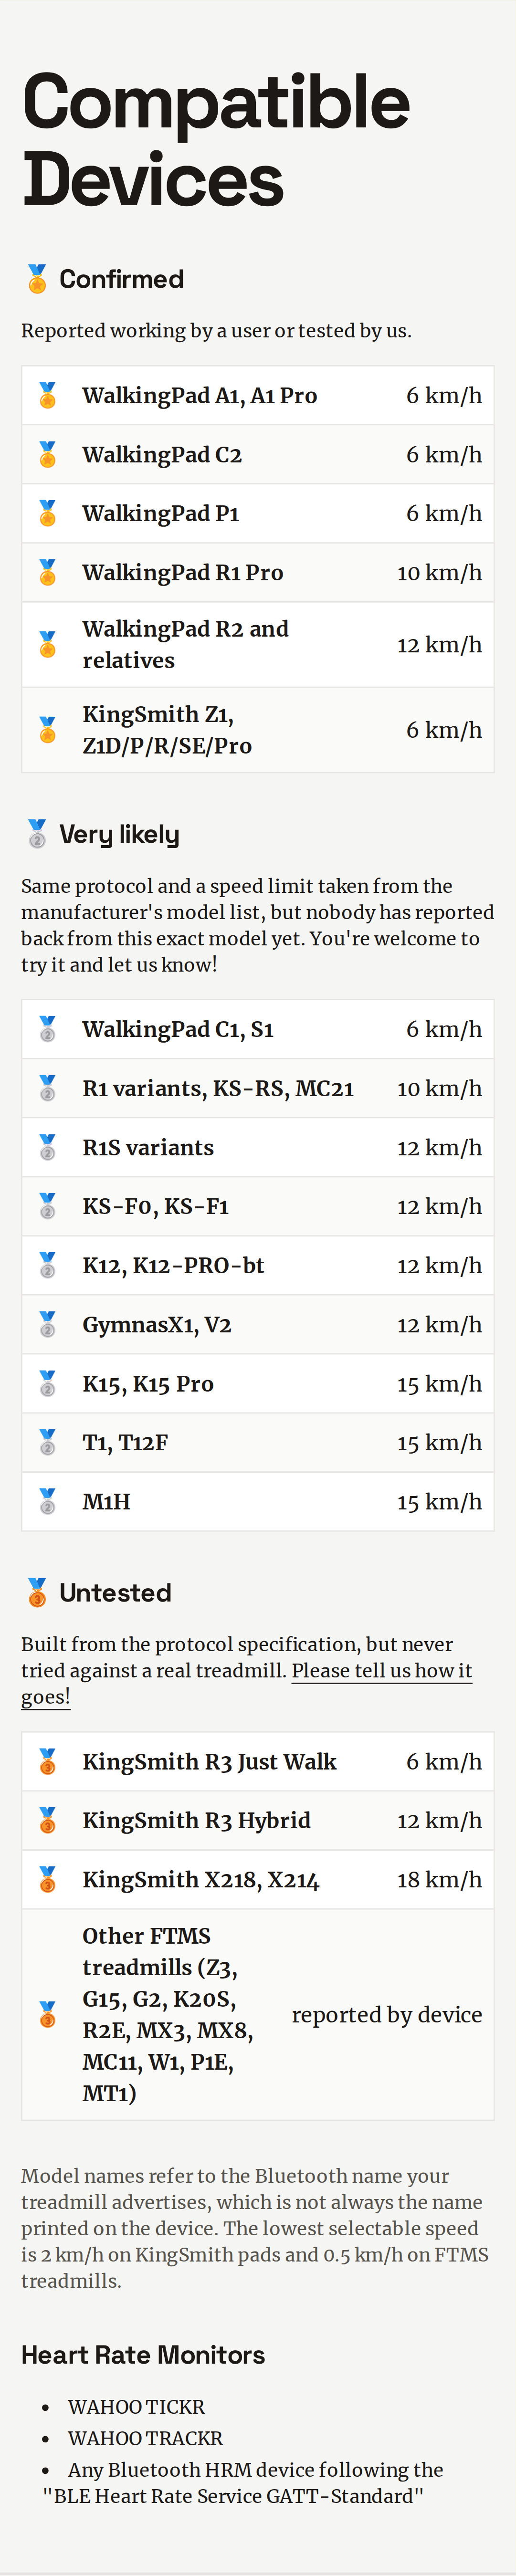 Compatible
Devices
🏅 Confirmed
Reported working by a user or tested by us.
🏅 WalkingPad A1, A1 Pro 6 km/h
🏅 WalkingPad C2 6 km/h
🏅 WalkingPad P1 6 km/h
🏅 WalkingPad R1 Pro 10 km/h
🏅 WalkingPad R2 and
relatives 12 km/h
🏅 KingSmith Z1,
Z1D/P/R/SE/Pro 6 km/h
🥈 Very likely
Same protocol and a speed limit taken from the
manufacturer's model list, but nobody has reported
back from this exact model yet. You're welcome to
try it and let us know!
🥈 WalkingPad C1, S1 6 km/h
🥈 R1 variants, KS-RS, MC21 10 km/h
🥈 R1S variants 12 km/h
🥈 KS-F0, KS-F1 12 km/h
🥈 K12, K12-PRO-bt 12 km/h
🥈 GymnasX1, V2 12 km/h
🥈 K15, K15 Pro 15 km/h
🥈 T1, T12F 15 km/h
🥈 M1H 15 km/h
🥉 Untested
Built from the protocol specification, but never
tried against a real treadmill. Please tell us how it
goes!
🥉 KingSmith R3 Just Walk 6 km/h
🥉 KingSmith R3 Hybrid 12 km/h
🥉 KingSmith X218, X214 18 km/h
🥉 Other FTMS
treadmills (Z3,
G15, G2, K20S,
R2E, MX3, MX8,
MC11, W1, P1E,
MT1)
reported by device
Model names refer to the Bluetooth name your
treadmill advertises, which is not always the name
printed on the device. The lowest selectable speed
is 2 km/h on KingSmith pads and 0.5 km/h on FTMS
treadmills.
Heart Rate Monitors
• WAHOO TICKR
• WAHOO TRACKR
• Any Bluetooth HRM device following the
"BLE Heart Rate Service GATT-Standard"